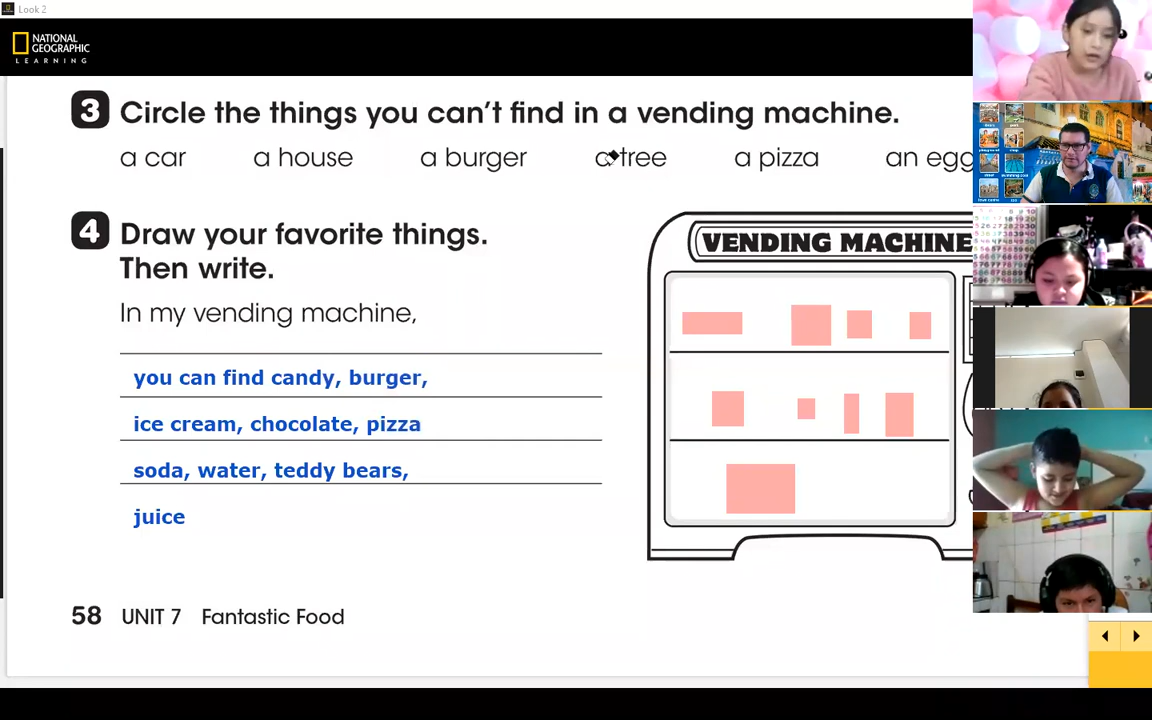 Look 2
NATIONAL
GEOGRAPHIC
LEARNING
3 Circle the things you can't find in a vending machine.
a car a house a burger a tree a pizza an egg
4 Draw your favorite things.
Then write.
In my vending machine,
you can find candy, burger,
ice cream, chocolate, pizza
soda, water, teddy bears,
juice
VENDING MACHINE
58 UNIT 7 Fantastic Food